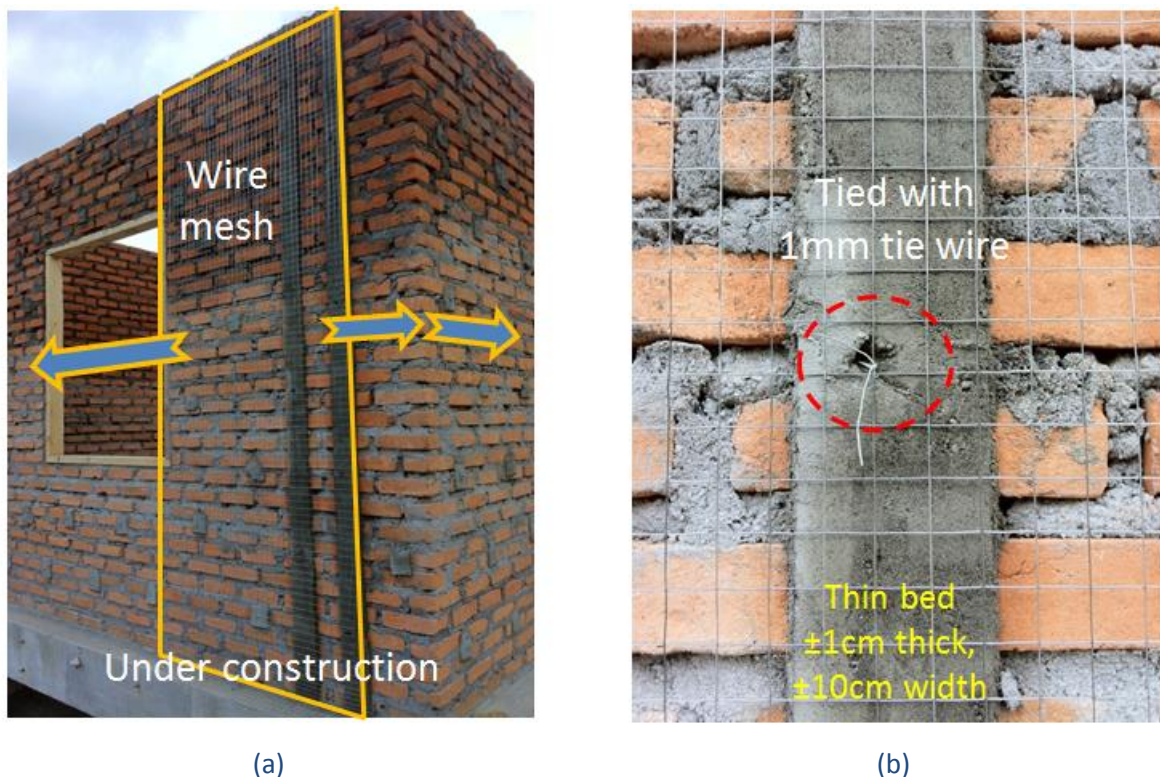 Wire
mesh
Under construction
Tied with
1mm tie wire
Thin bed
±1cm thick,
±10cm width
(a)
(b)